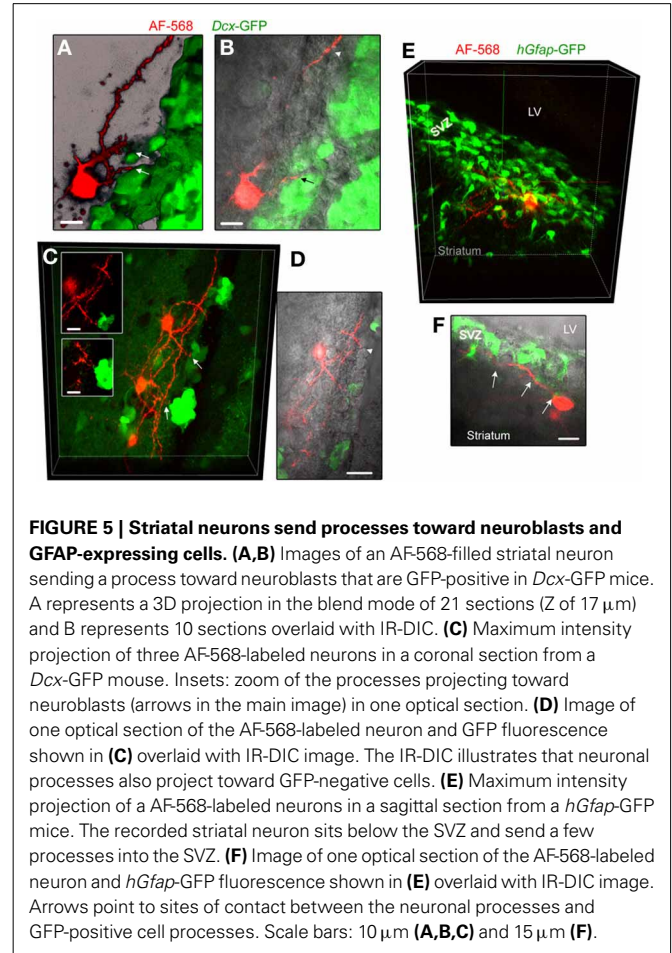 AF-568 Dcx-GFP
A
B
E
AF-568 hGfap-GFP
LV
SVZ
Striatum
C
D
F
LV
SVZ
Striatum
FIGURE 5 | Striatal neurons send processes toward neuroblasts and
GFAP-expressing cells. (A,B) Images of an AF-568-filled striatal neuron
sending a process toward neuroblasts that are GFP-positive in Dcx-GFP mice.
A represents a 3D projection in the blend mode of 21 sections (Z of 17 μm)
and B represents 10 sections overlaid with IR-DIC. (C) Maximum intensity
projection of three AF-568-labeled neurons in a coronal section from a
Dcx-GFP mouse. Insets: zoom of the processes projecting toward
neuroblasts (arrows in the main image) in one optical section. (D) Image of
one optical section of the AF-568-labeled neuron and GFP fluorescence
shown in (C) overlaid with IR-DIC image. The IR-DIC illustrates that neuronal
processes also project toward GFP-negative cells. (E) Maximum intensity
projection of a AF-568-labeled neurons in a sagittal section from a hGfap-GFP
mice. The recorded striatal neuron sits below the SVZ and send a few
processes into the SVZ. (F) Image of one optical section of the AF-568-labeled
neuron and hGfap-GFP fluorescence shown in (E) overlaid with IR-DIC image.
Arrows point to sites of contact between the neuronal processes and
GFP-positive cell processes. Scale bars: 10 μm (A,B,C) and 15 μm (F).